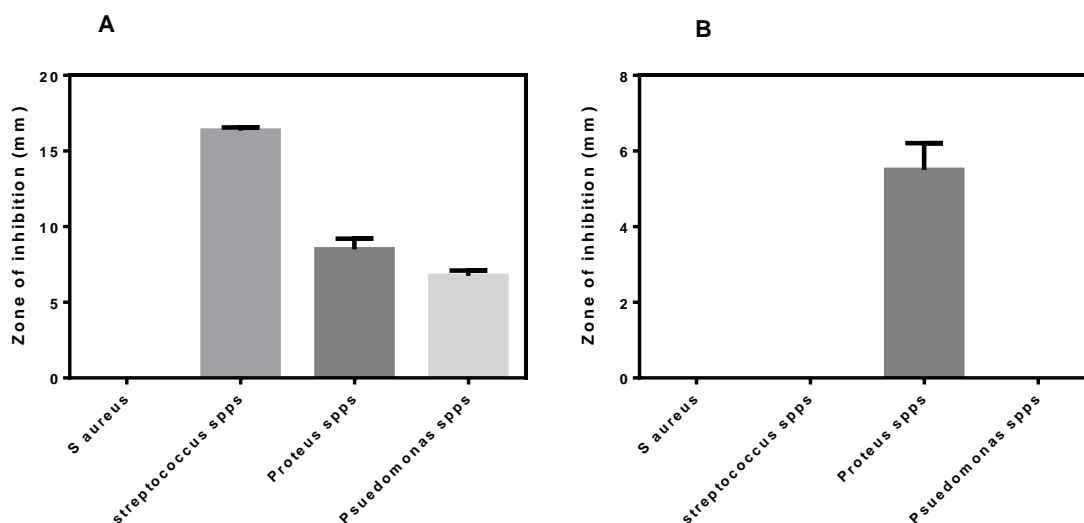 A
Zone of inhibition (mm)
20
15
10
5
0
S aureus
streptococcus spps
Proteus spps
Psuedomonas spps
B
Zone of inhibition (mm)
8
6
4
2
0
S aureus
streptococcus spps
Proteus spps
Psuedomonas spps